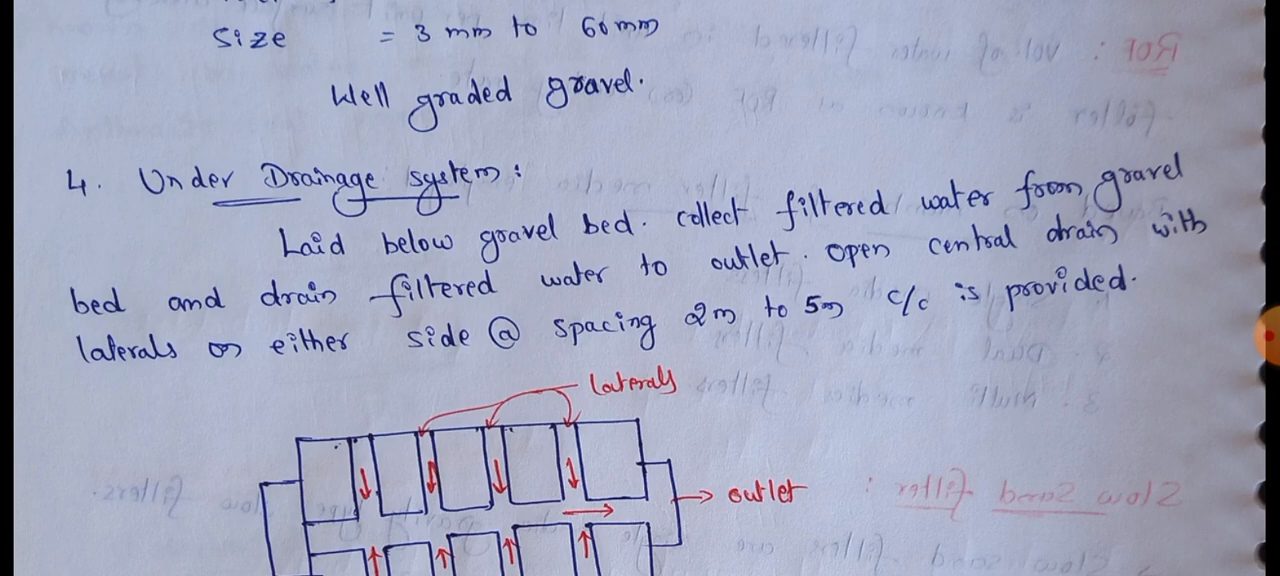 Size = 3 mm to 60mm
Well graded gravel.
4. Under Drainage system:
Laid below gravel bed. collect filtered water from gravel
bed and drain filtered water to outlet. open central drain with
laterals on either side @ spacing 2m to 5m c/c is provided.
laterals
outlet